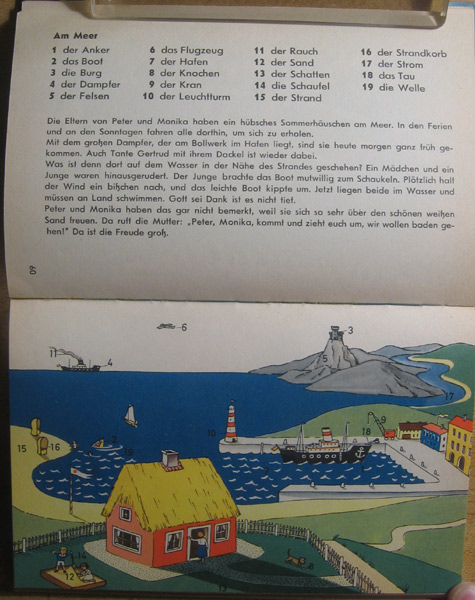 Am Meer
1 der Anker 6 das Flugzeug 11 der Rauch 16 der Strandkorb
2 das Boot 7 der Hafen 12 der Sand 17 der Strom
3 die Burg 8 der Knochen 13 der Schatten 18 das Tau
4 der Dampfer 9 der Kran 14 die Schaufel 19 die Welle
5 der Felsen 10 der Leuchtturm 15 der Strand
Die Eltern von Peter und Monika haben ein hübsches Sommerhäuschen am Meer. In den Ferien
und an den Sonntagen fahren alle dorthin, um sich zu erholen.
Mit dem großen Dampfer, der am Bollwerk im Hafen liegt, sind sie heute morgen ganz früh ge-
kommen. Auch Tante Gertrud mit ihrem Dackel ist wieder dabei.
Was ist denn dort auf dem Wasser in der Nähe des Strandes geschehen? Ein Mädchen und ein
Junge waren hinausgerudert. Der Junge brachte das Boot mutwillig zum Schaukeln. Plötzlich half
der Wind ein bißchen nach, und das leichte Boot kippte um. Jetzt liegen beide im Wasser und
müssen an Land schwimmen. Gott sei Dank ist es nicht tief.
Peter und Monika haben das gar nicht bemerkt, weil sie sich so sehr über den schönen weißen
Sand freuen. Da ruft die Mutter: „Peter, Monika, kommt und zieht euch um, wir wollen baden ge-
hen!" Da ist die Freude groß.
60
6
3
11
4
5
17
9
10
18
15
16
2
14
12
13